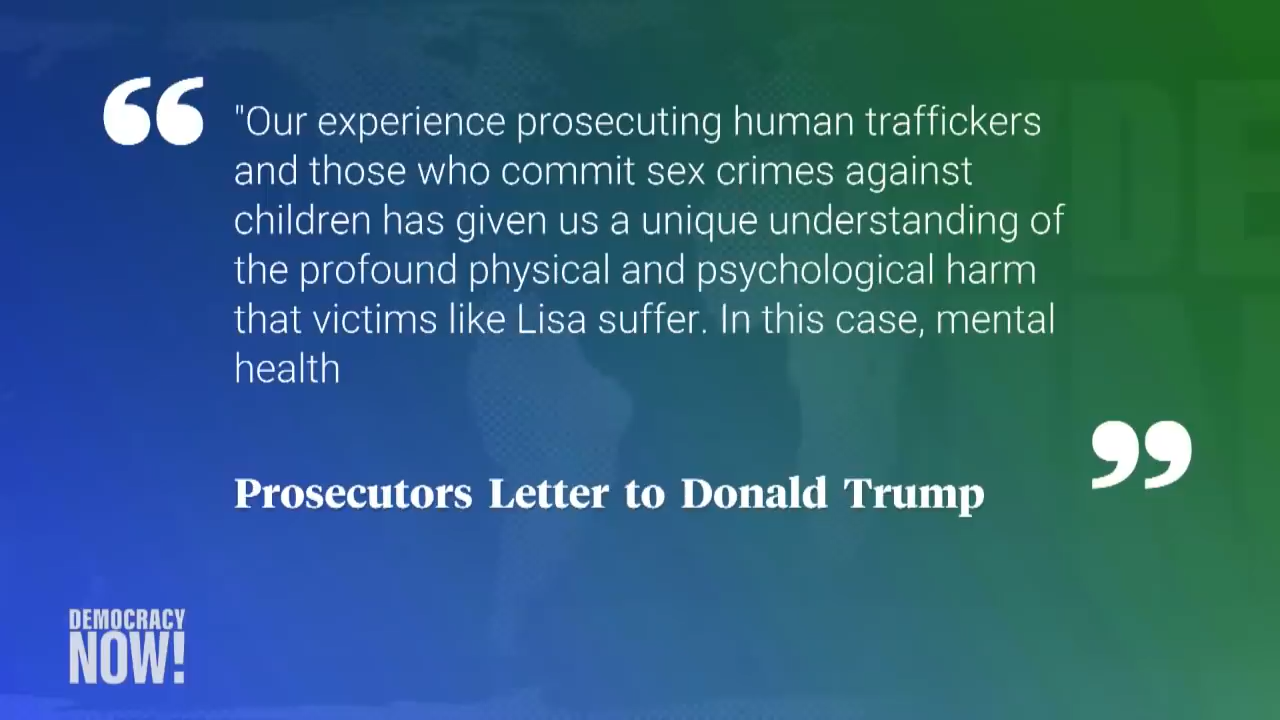 "Our experience prosecuting human traffickers
and those who commit sex crimes against
children has given us a unique understanding of
the profound physical and psychological harm
that victims like Lisa suffer. In this case, mental
health
Prosecutors Letter to Donald Trump
DEMOCRACY
NOW!